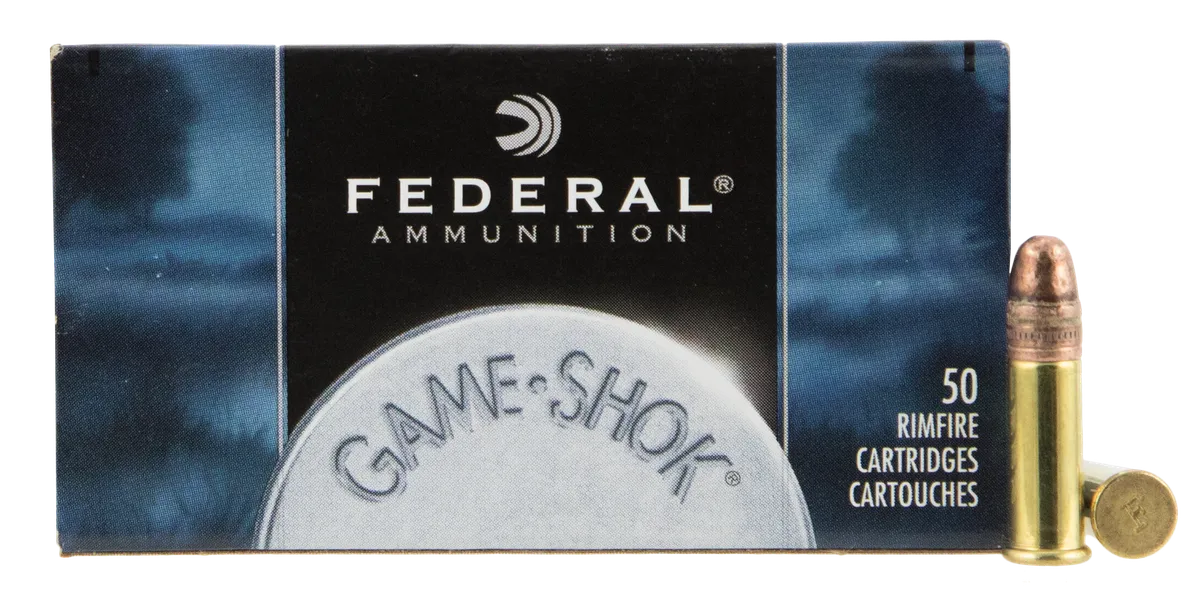 FEDERAL®
AMMUNITION
GAME·SHOK®
50
RIMFIRE
CARTRIDGES
CARTOUCHES